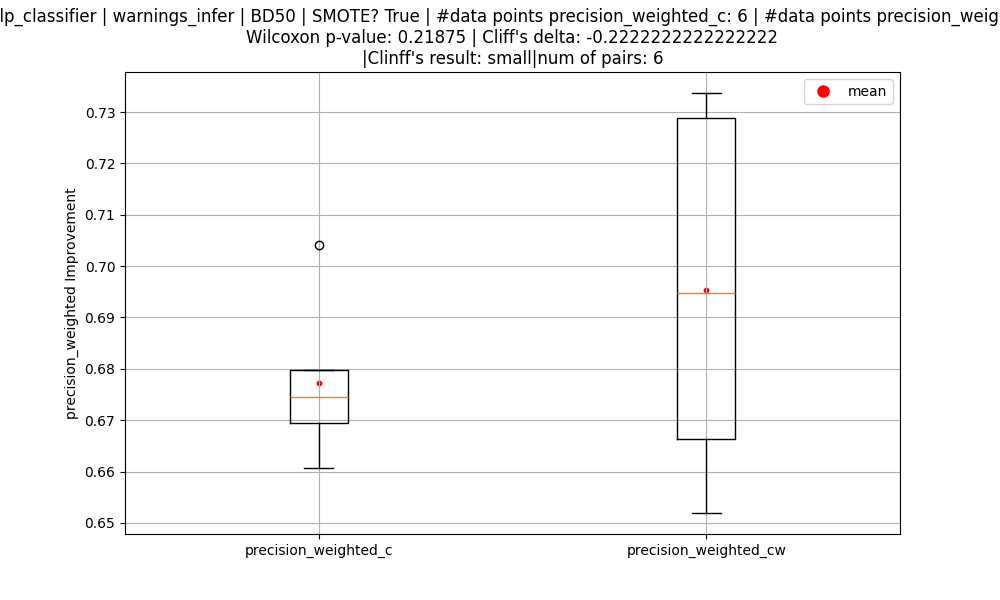 lp_classifier | warnings_infer | BD50 | SMOTE? True | #data points precision_weighted_c: 6 | #data points precision_weig
Wilcoxon p-value: 0.21875 | Cliff's delta: -0.2222222222222222
|Clinff's result: small|num of pairs: 6
mean
0.73
0.72
0.71
0.70
0.69
0.68
0.67
0.66
0.65
precision_weighted Improvement
precision_weighted_c
precision_weighted_cw